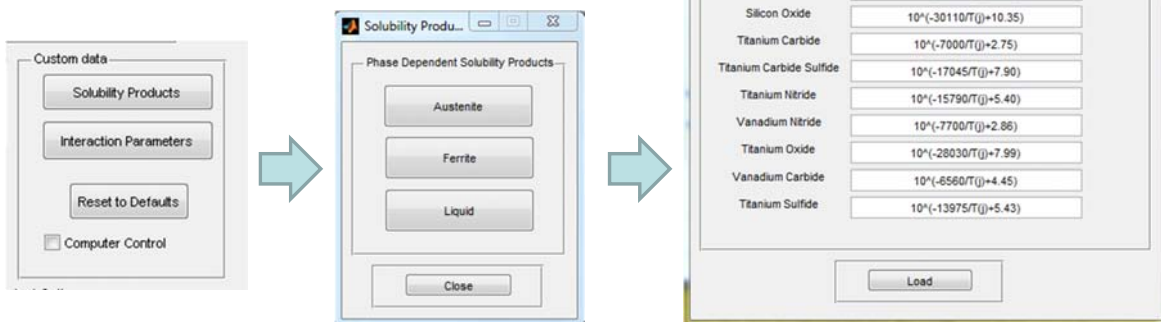 Custom data
Solubility Products
Interaction Parameters
Reset to Defaults
Computer Control
Solubility Produ...
Phase Dependent Solubility Products
Austenite
Ferrite
Liquid
Close
Silicon Oxide 10^(-30110/T(j)+10.35)
Titanium Carbide 10^(-7000/T(j)+2.75)
Titanium Carbide Sulfide 10^(-17045/T(j)+7.90)
Titanium Nitride 10^(-15790/T(j)+5.40)
Vanadium Nitride 10^(-7700/T(j)+2.86)
Titanium Oxide 10^(-28030/T(j)+7.99)
Vanadium Carbide 10^(-6560/T(j)+4.45)
Titanium Sulfide 10^(-13975/T(j)+5.43)
Load